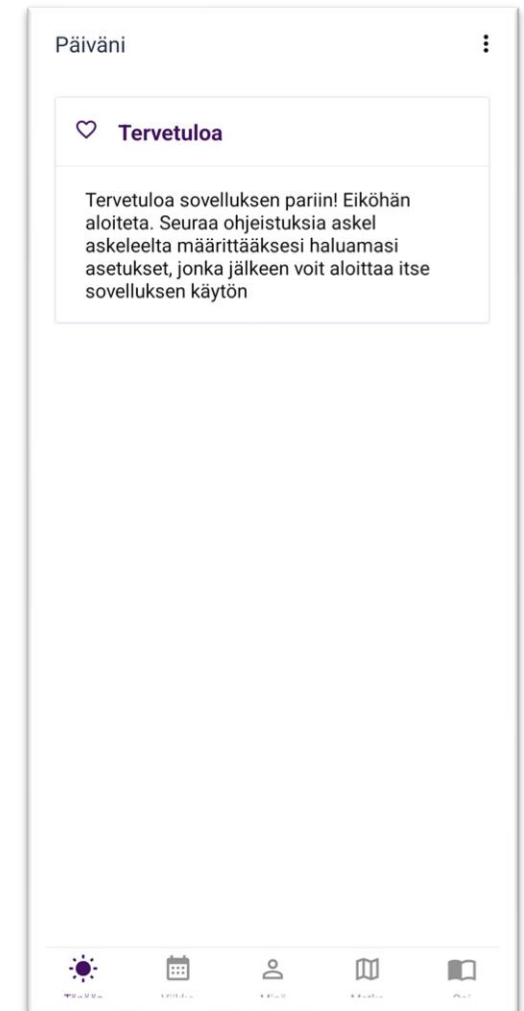 Päiväni
Tervetuloa
Tervetuloa sovelluksen pariin! Eiköhän
aloiteta. Seuraa ohjeistuksia askel
askeleelta määrittääksesi haluamasi
asetukset, jonka jälkeen voit aloittaa itse
sovelluksen käytön